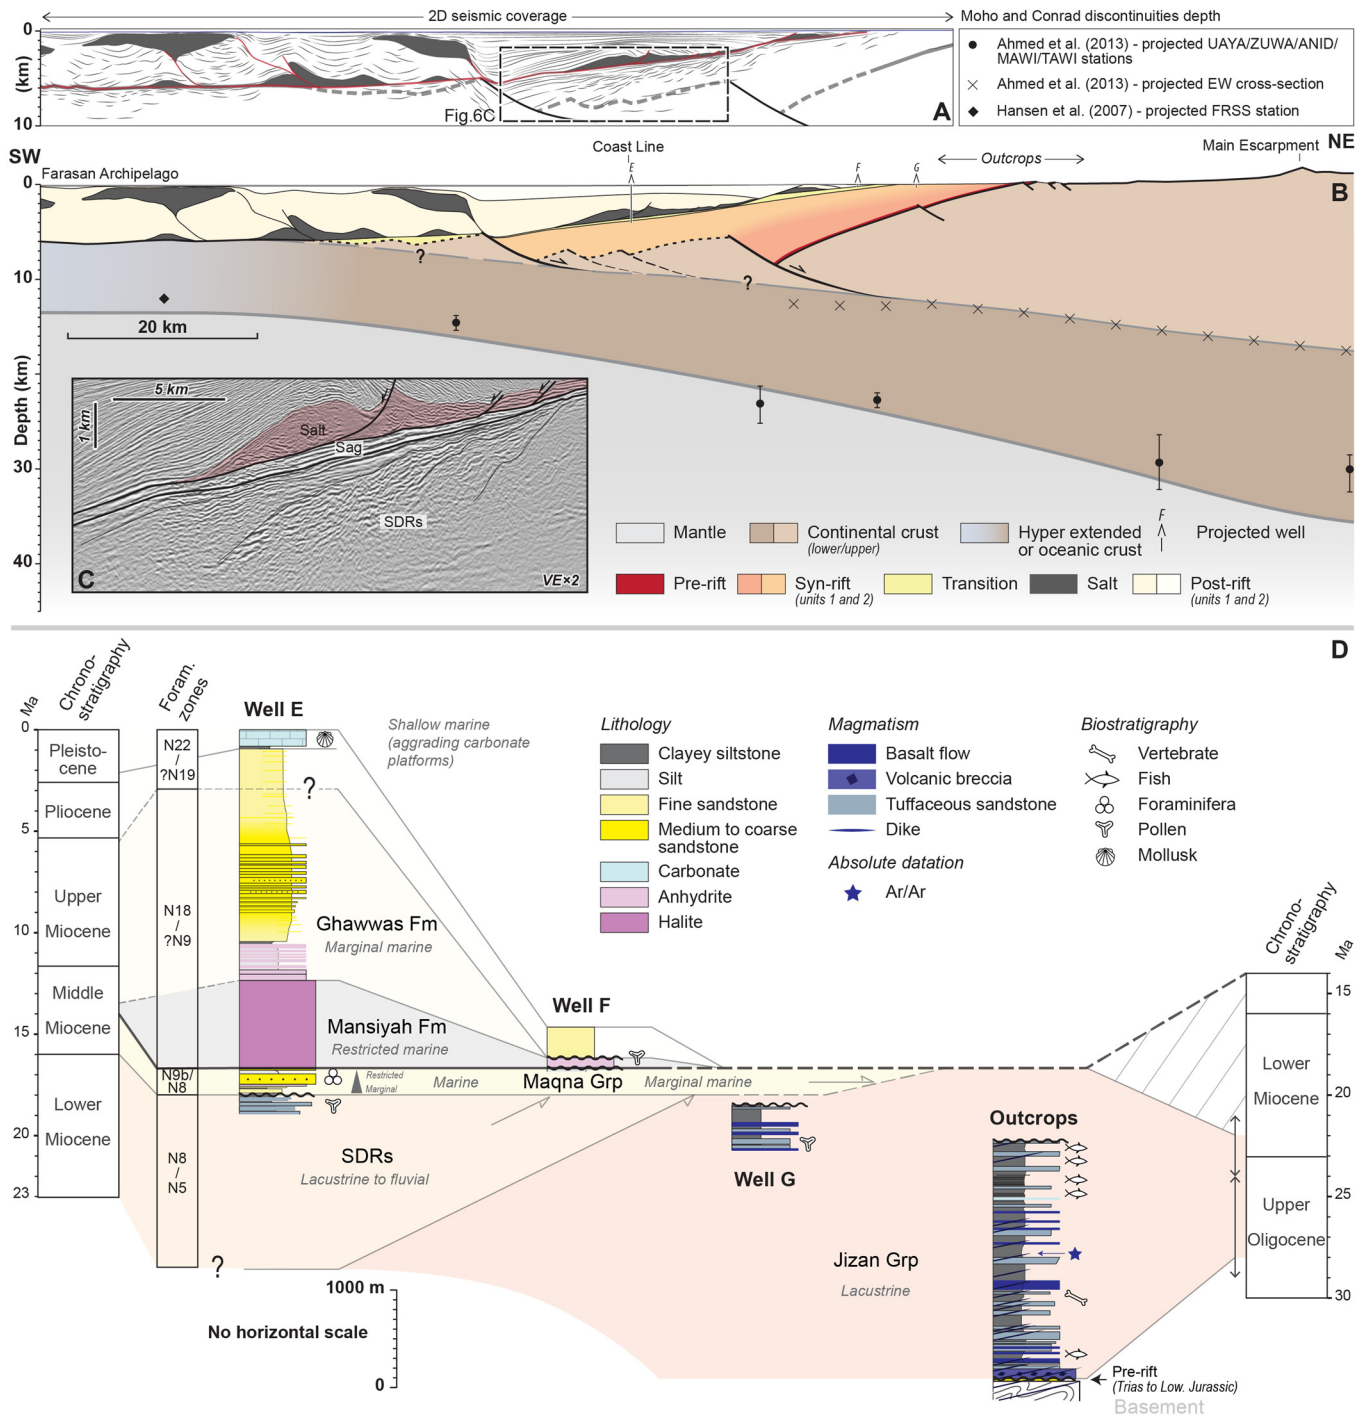 2D seismic coverage
0
(km)
10
Fig.6C
A
Moho and Conrad discontinuities depth
Ahmed et al. (2013) - projected UAYA/ZUWA/ANID/
MAWI/TAWI stations
Ahmed et al. (2013) - projected EW cross-section
Hansen et al. (2007) - projected FRSS station
SW
NE
Farasan Archipelago
Coast Line
Outcrops
Main Escarpment
E
F
G
B
0
10
20
30
40
Depth (km)
?
?
20 km
5 km
1 km
Salt
Sag
SDRs
C
VE×2
Mantle
Continental crust
(lower/upper)
Hyper extended
or oceanic crust
F
Projected well
Pre-rift
Syn-rift
(units 1 and 2)
Transition
Salt
Post-rift
(units 1 and 2)
D
Ma
Chrono-
stratigraphy
Foram.
zones
Well E
0
5
10
15
20
23
Pleisto-
cene
Pliocene
Upper
Miocene
Middle
Miocene
Lower
Miocene
N22
/
?N19
N18
/
?N9
N9b/
N8
N8
/
N5
?
?
Shallow marine
(aggrading carbonate
platforms)
Ghawwas Fm
Marginal marine
Mansiyah Fm
Restricted marine
Restricted
Marginal
Marine
Maqna Grp
Marginal marine
SDRs
Lacustrine to fluvial
Well F
Well G
Outcrops
Jizan Grp
Lacustrine
1000 m
0
No horizontal scale
Pre-rift
(Trias to Low. Jurassic)
Basement
Lithology
Clayey siltstone
Silt
Fine sandstone
Medium to coarse
sandstone
Carbonate
Anhydrite
Halite
Magmatism
Basalt flow
Volcanic breccia
Tuffaceous sandstone
Dike
Absolute datation
Ar/Ar
Biostratigraphy
Vertebrate
Fish
Foraminifera
Pollen
Mollusk
Chrono-
stratigraphy
Ma
15
20
25
30
Lower
Miocene
Upper
Oligocene